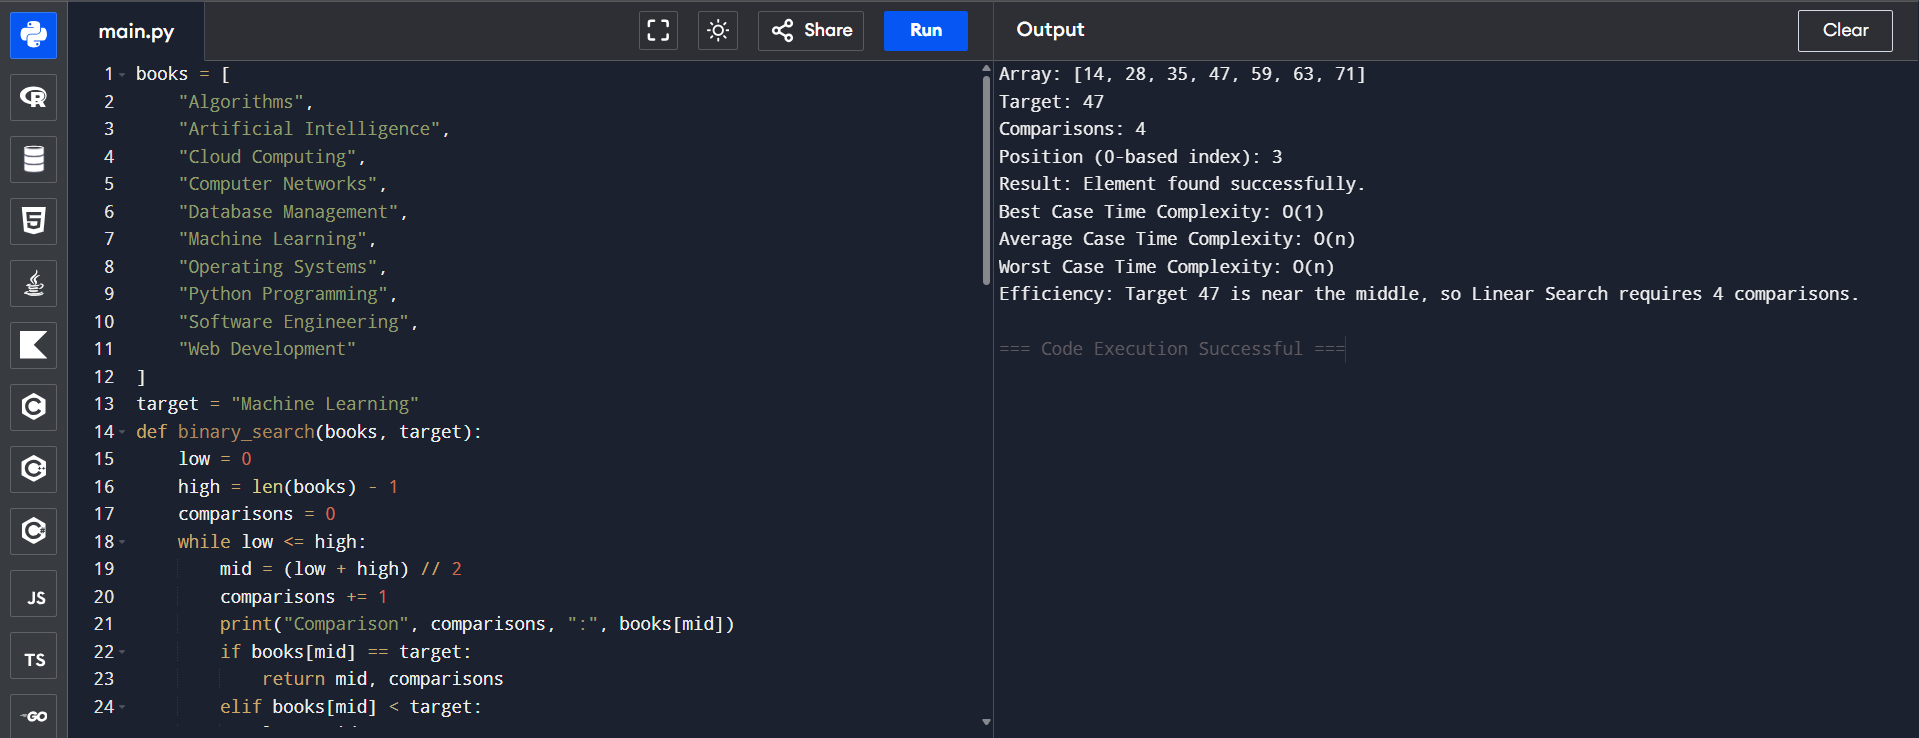 main.py
Share
Run
Output
Clear
1 books = [
2     "Algorithms",
3     "Artificial Intelligence",
4     "Cloud Computing",
5     "Computer Networks",
6     "Database Management",
7     "Machine Learning",
8     "Operating Systems",
9     "Python Programming",
10     "Software Engineering",
11     "Web Development"
12 ]
13 target = "Machine Learning"
14 def binary_search(books, target):
15     low = 0
16     high = len(books) - 1
17     comparisons = 0
18     while low <= high:
19         mid = (low + high) // 2
20         comparisons += 1
21         print("Comparison", comparisons, ":", books[mid])
22         if books[mid] == target:
23             return mid, comparisons
24         elif books[mid] < target:
Array: [14, 28, 35, 47, 59, 63, 71]
Target: 47
Comparisons: 4
Position (0-based index): 3
Result: Element found successfully.
Best Case Time Complexity: O(1)
Average Case Time Complexity: O(n)
Worst Case Time Complexity: O(n)
Efficiency: Target 47 is near the middle, so Linear Search requires 4 comparisons.
=== Code Execution Successful ===
R
5
C
C
C
JS
TS
GO